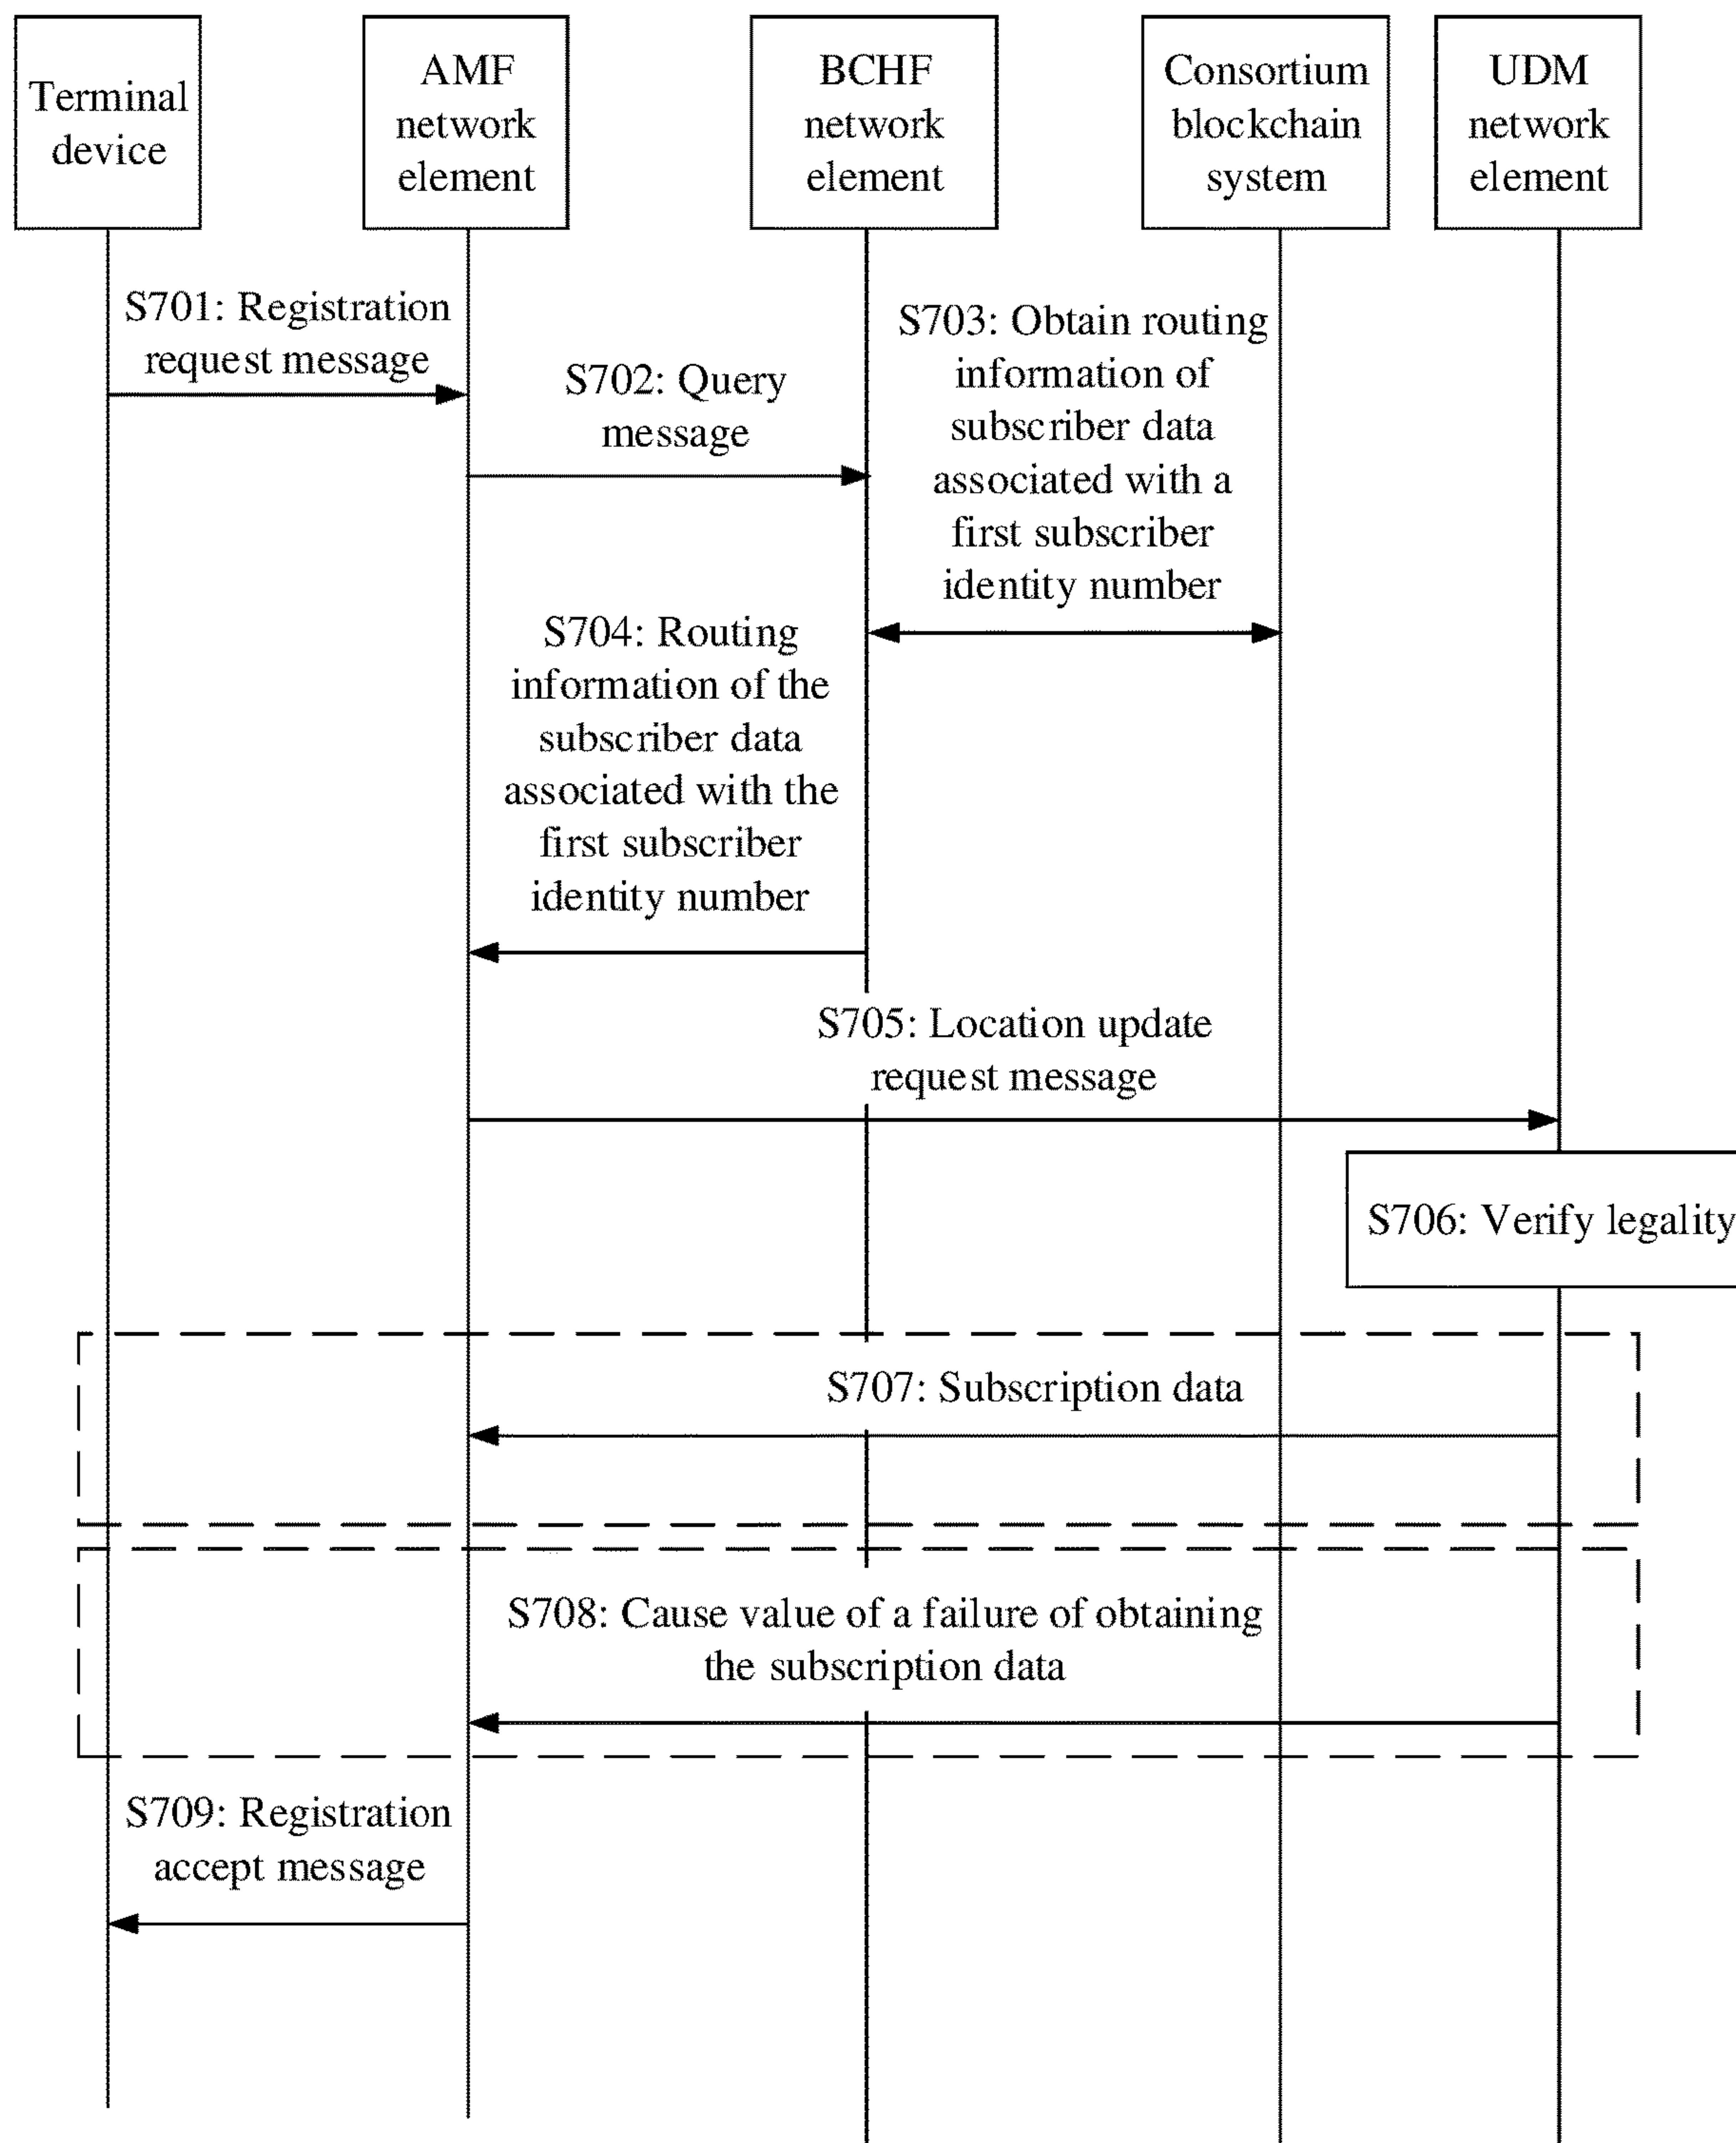 Terminal
device
AMF
network
element
BCHF
network
element
Consortium
blockchain
system
UDM
network
element
S701: Registration
request message
S702: Query
message
S703: Obtain routing
information of
subscriber data
associated with a
first subscriber
identity number
S704: Routing
information of the
subscriber data
associated with the
first subscriber
identity number
S705: Location update
request message
S706: Verify legality
S707: Subscription data
S708: Cause value of a failure of obtaining
the subscription data
S709: Registration
accept message